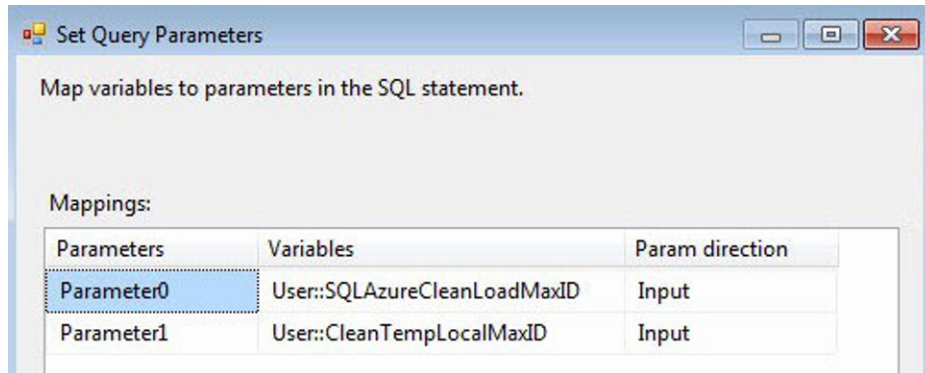 Set Query Parameters
Map variables to parameters in the SQL statement.
Mappings:
Parameters Variables Param direction
Parameter0 User::SQLAzureCleanLoadMaxID Input
Parameter1 User::CleanTempLocalMaxID Input